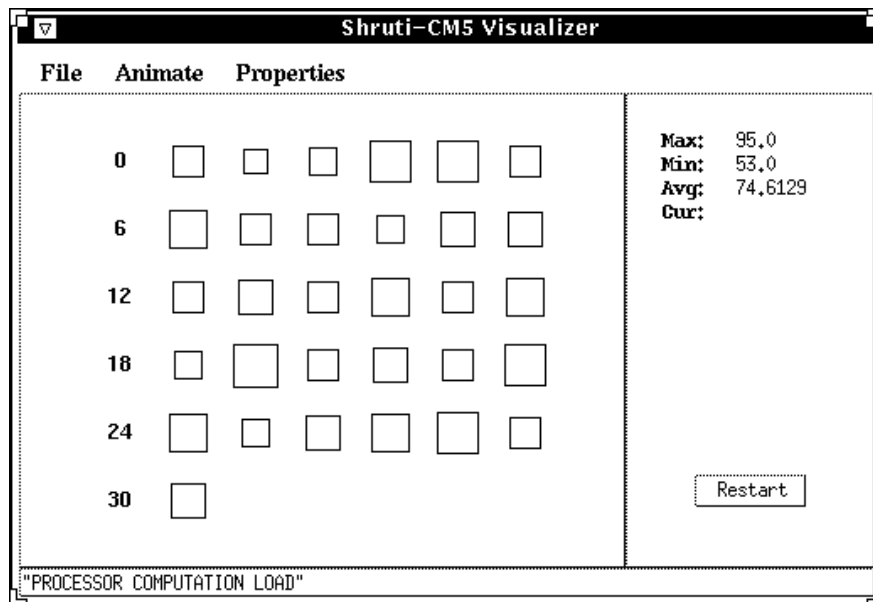 Shruti-CM5 Visualizer
File Animate Properties
0
6
12
18
24
30
Max: 95.0
Min: 53.0
Avg: 74.6129
Cur:
Restart
"PROCESSOR COMPUTATION LOAD"